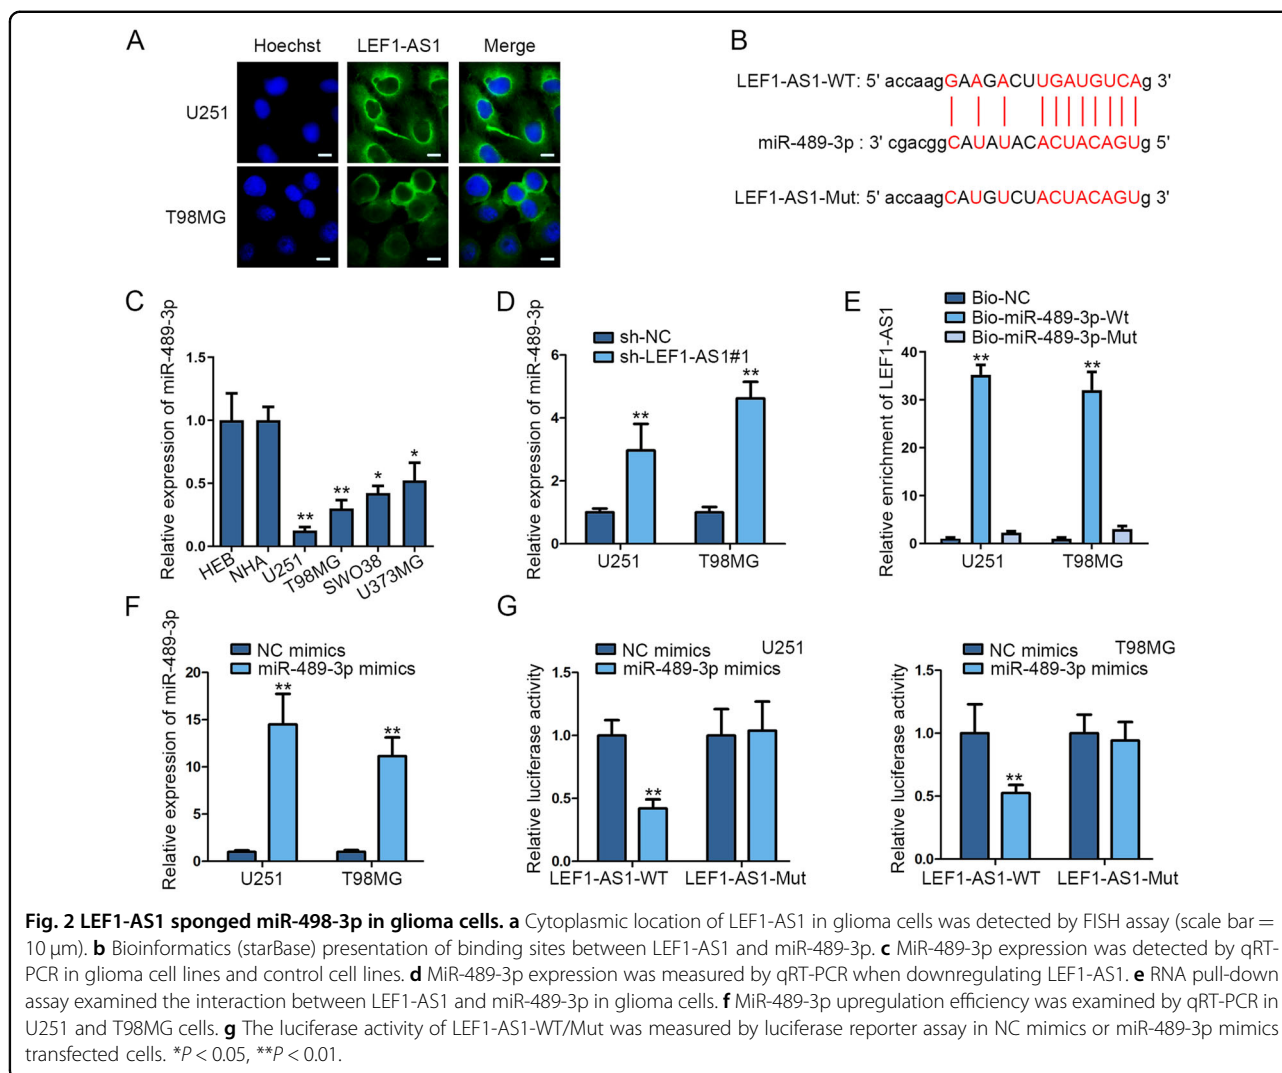 A
Hoechst LEF1-AS1 Merge
U251
T98MG
B
LEF1-AS1-WT: 5' accaagGAAGACUUGAUGUCAg 3'
miR-489-3p : 3' cgacggCAUAUACACUACAGUg 5'
LEF1-AS1-Mut: 5' accaagCAUGUCUACUACAGUg 3'
C
Relative expression of miR-489-3p
1.5
1.0
0.5
0.0
** ** * *
HEB NHA U251 T98MG SWO38 U373MG
D
Relative expression of miR-489-3p
sh-NC
sh-LEF1-AS1#1
6
4
2
0
** **
U251 T98MG
E
Relative enrichment of LEF1-AS1
Bio-NC
Bio-miR-489-3p-Wt
Bio-miR-489-3p-Mut
40
30
20
10
0
** **
U251 T98MG
F
Relative expression of miR-489-3p
NC mimics
miR-489-3p mimics
20
15
10
5
0
** **
U251 T98MG
G
Relative luciferase activity
NC mimics U251
miR-489-3p mimics
1.5
1.0
0.5
0.0
**
LEF1-AS1-WT LEF1-AS1-Mut
Relative luciferase activity
NC mimics T98MG
miR-489-3p mimics
1.5
1.0
0.5
0.0
**
LEF1-AS1-WT LEF1-AS1-Mut
Fig. 2 LEF1-AS1 sponged miR-498-3p in glioma cells. a Cytoplasmic location of LEF1-AS1 in glioma cells was detected by FISH assay (scale bar =
10 μm). b Bioinformatics (starBase) presentation of binding sites between LEF1-AS1 and miR-489-3p. c MiR-489-3p expression was detected by qRT-
PCR in glioma cell lines and control cell lines. d MiR-489-3p expression was measured by qRT-PCR when downregulating LEF1-AS1. e RNA pull-down
assay examined the interaction between LEF1-AS1 and miR-489-3p in glioma cells. f MiR-489-3p upregulation efficiency was examined by qRT-PCR in
U251 and T98MG cells. g The luciferase activity of LEF1-AS1-WT/Mut was measured by luciferase reporter assay in NC mimics or miR-489-3p mimics
transfected cells. *P < 0.05, **P < 0.01.